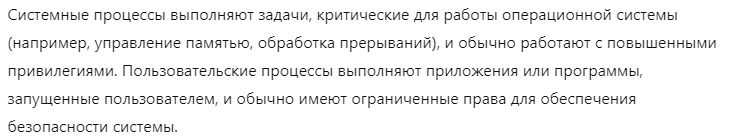 Системные процессы выполняют задачи, критические для работы операционной системы
(например, управление памятью, обработка прерываний), и обычно работают с повышенными
привилегиями. Пользовательские процессы выполняют приложения или программы,
запущенные пользователем, и обычно имеют ограниченные права для обеспечения
безопасности системы.